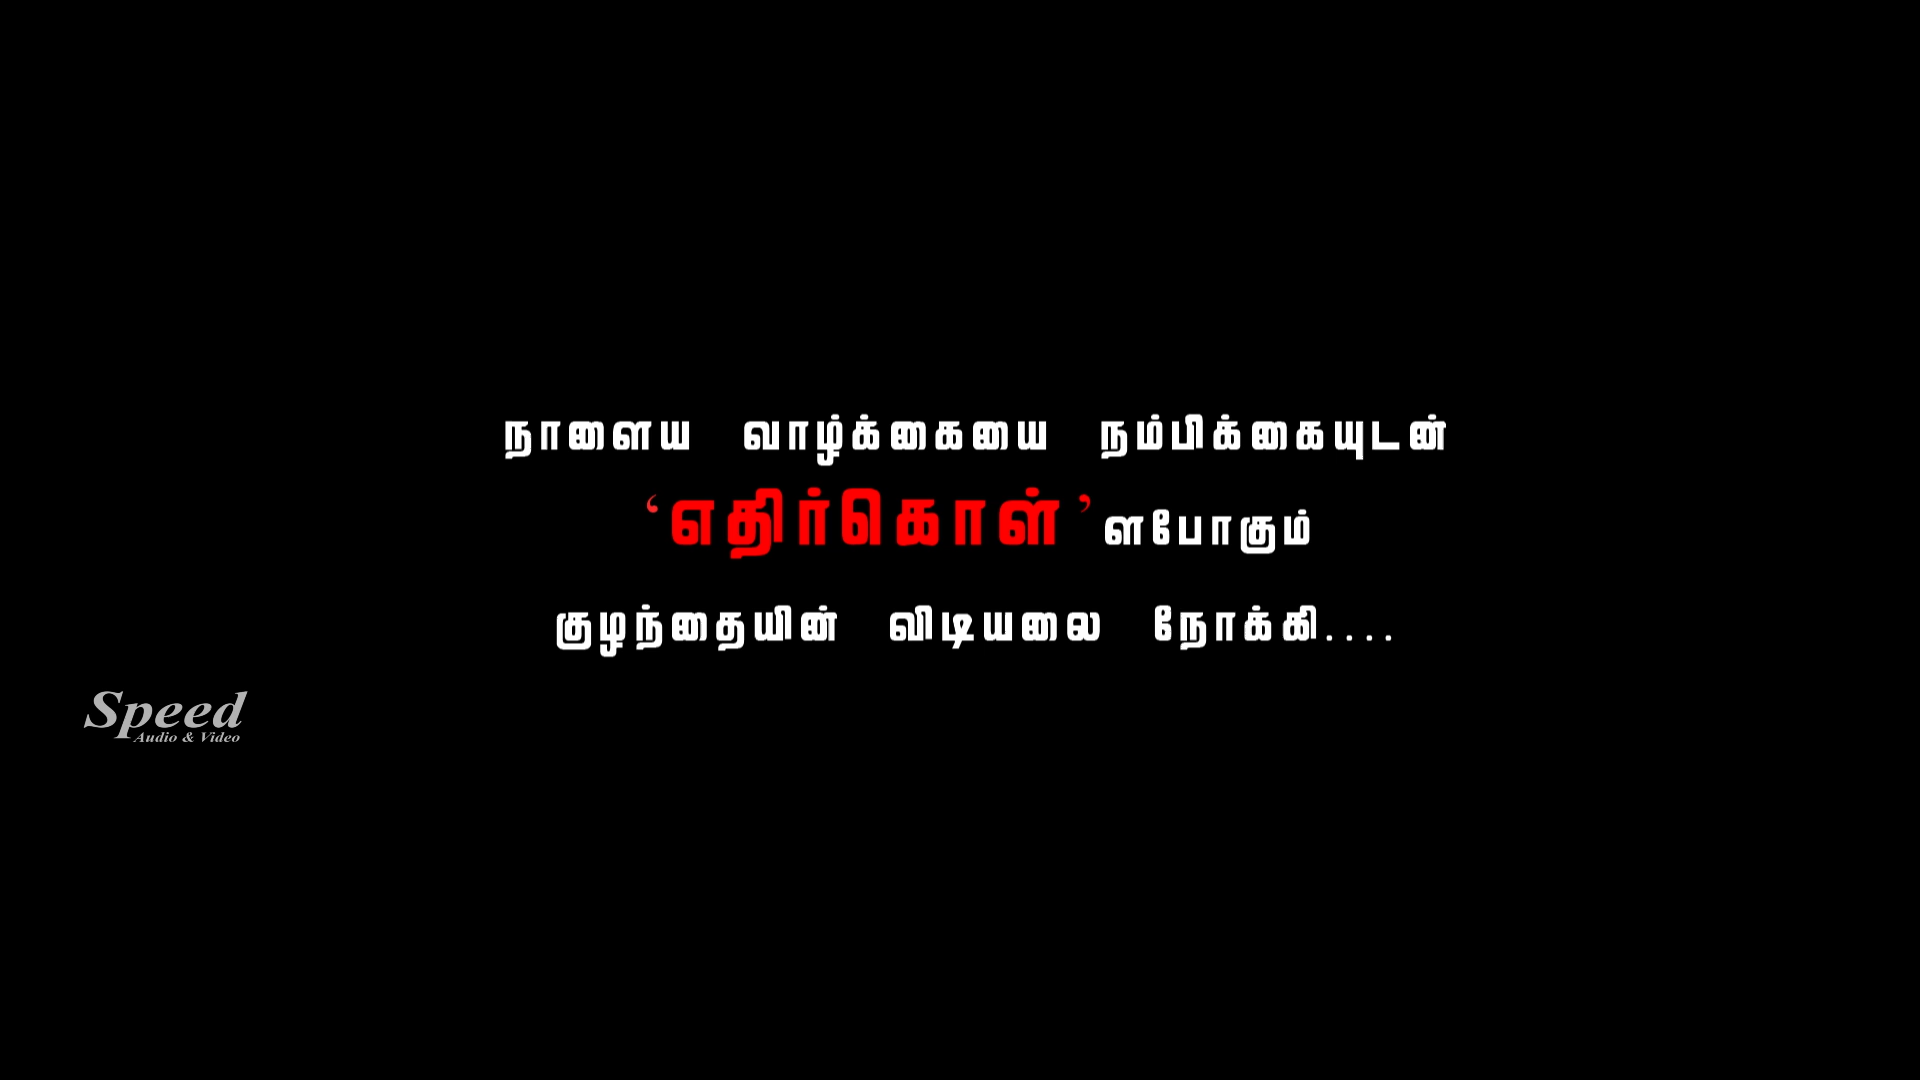 நாளைய வாழ்க்கையை நம்பிக்கையுடன்
‘எதிர்கொள்’ளபோகும்
குழந்தையின் விடியலை நோக்கி....
Speed
Audio & Video